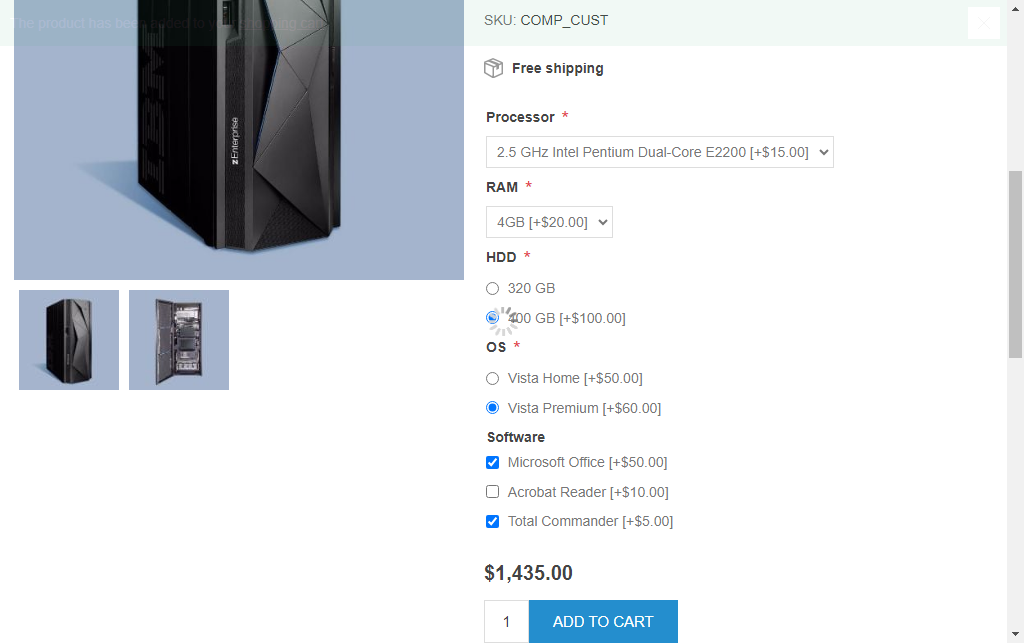 The product has been added to your shopping cart
SKU: COMP_CUST
Free shipping
IBM
zEnterprise
Processor *
2.5 GHz Intel Pentium Dual-Core E2200 [+$15.00]
RAM *
4GB [+$20.00]
HDD *
320 GB
400 GB [+$100.00]
OS *
Vista Home [+$50.00]
Vista Premium [+$60.00]
Software
Microsoft Office [+$50.00]
Acrobat Reader [+$10.00]
Total Commander [+$5.00]
$1,435.00
1
ADD TO CART